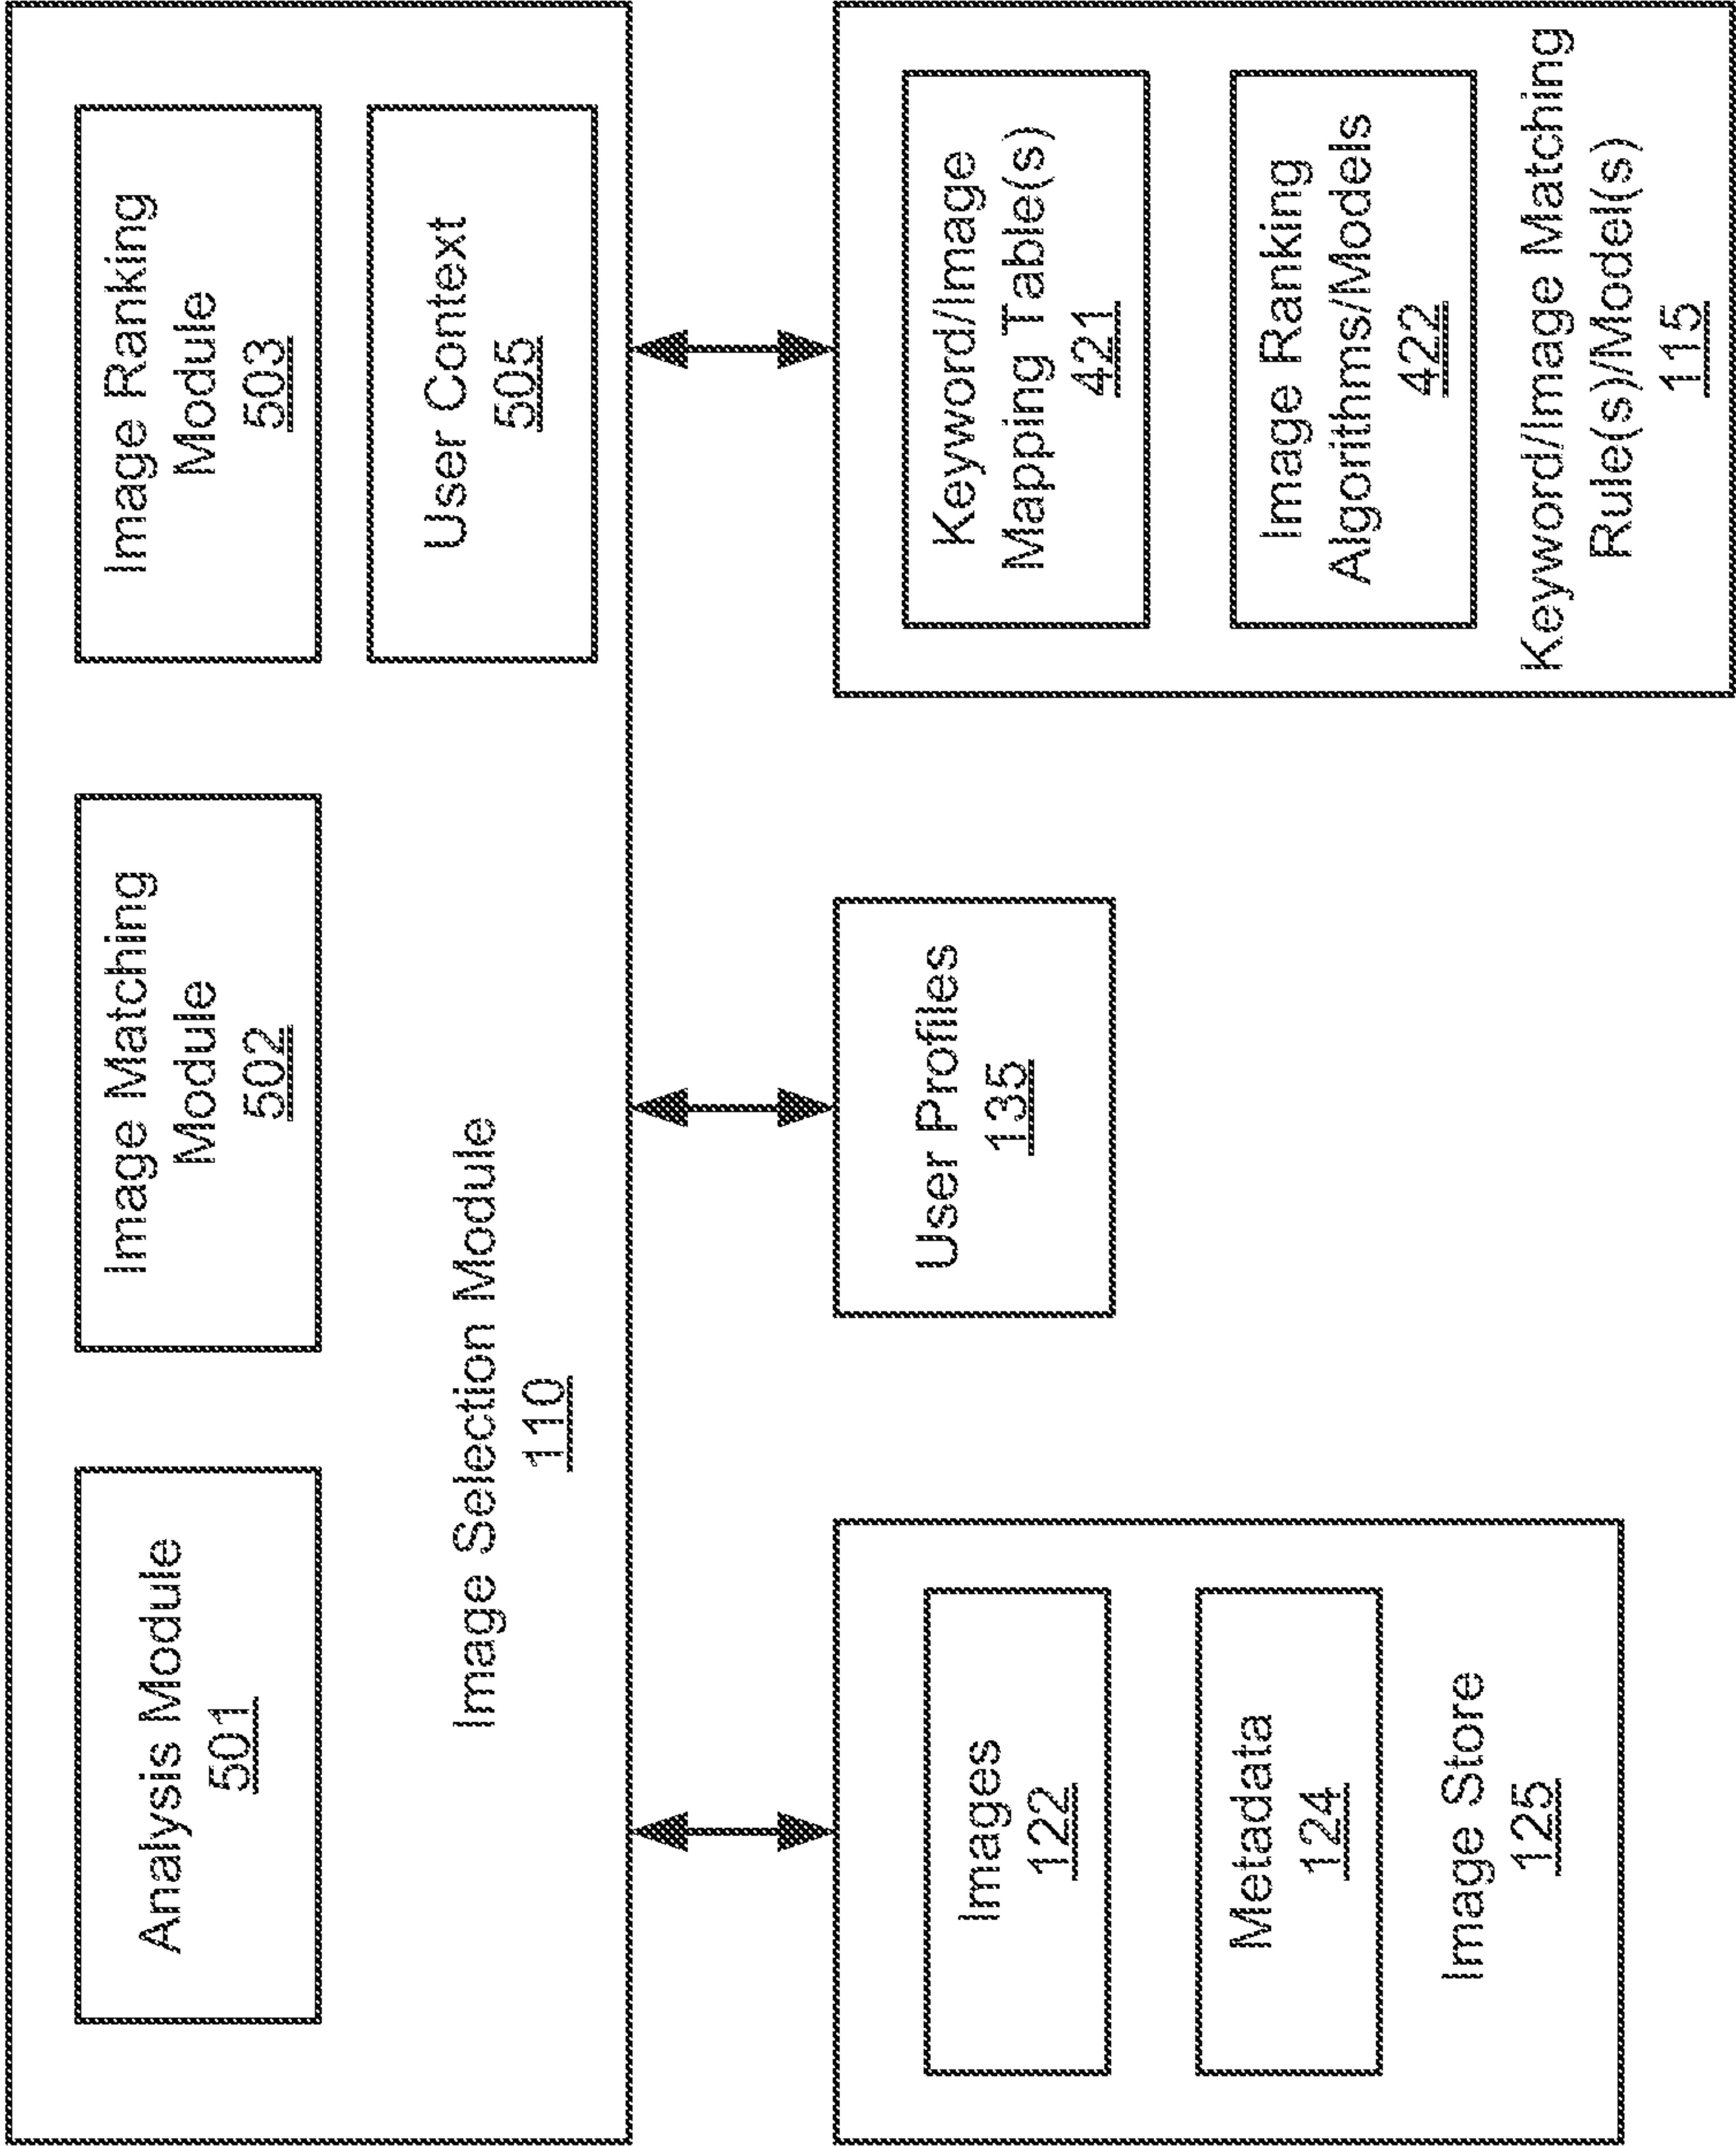 Analysis Module
501
Image Matching
Module
502
Image Ranking
Module
503
User Context
505
Image Selection Module
110
Images
122
Metadata
124
Image Store
125
User Profiles
135
Keyword/Image
Mapping Table(s)
421
Image Ranking
Algorithms/Models
422
Keyword/Image Matching
Rule(s)/Model(s)
115